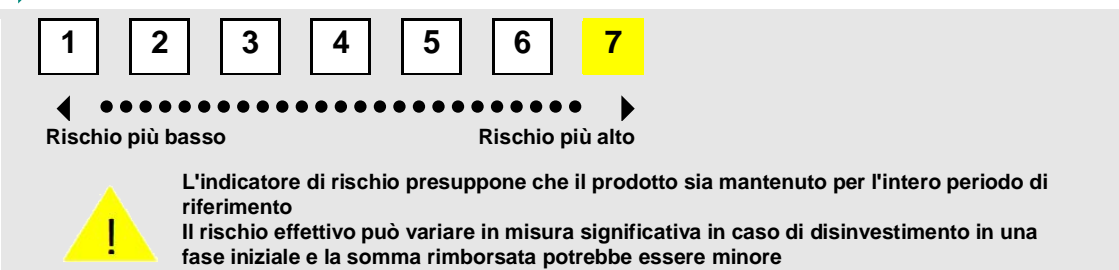 1 2 3 4 5 6 7
Rischio più basso Rischio più alto
L'indicatore di rischio presuppone che il prodotto sia mantenuto per l'intero periodo di
riferimento
Il rischio effettivo può variare in misura significativa in caso di disinvestimento in una
fase iniziale e la somma rimborsata potrebbe essere minore
!